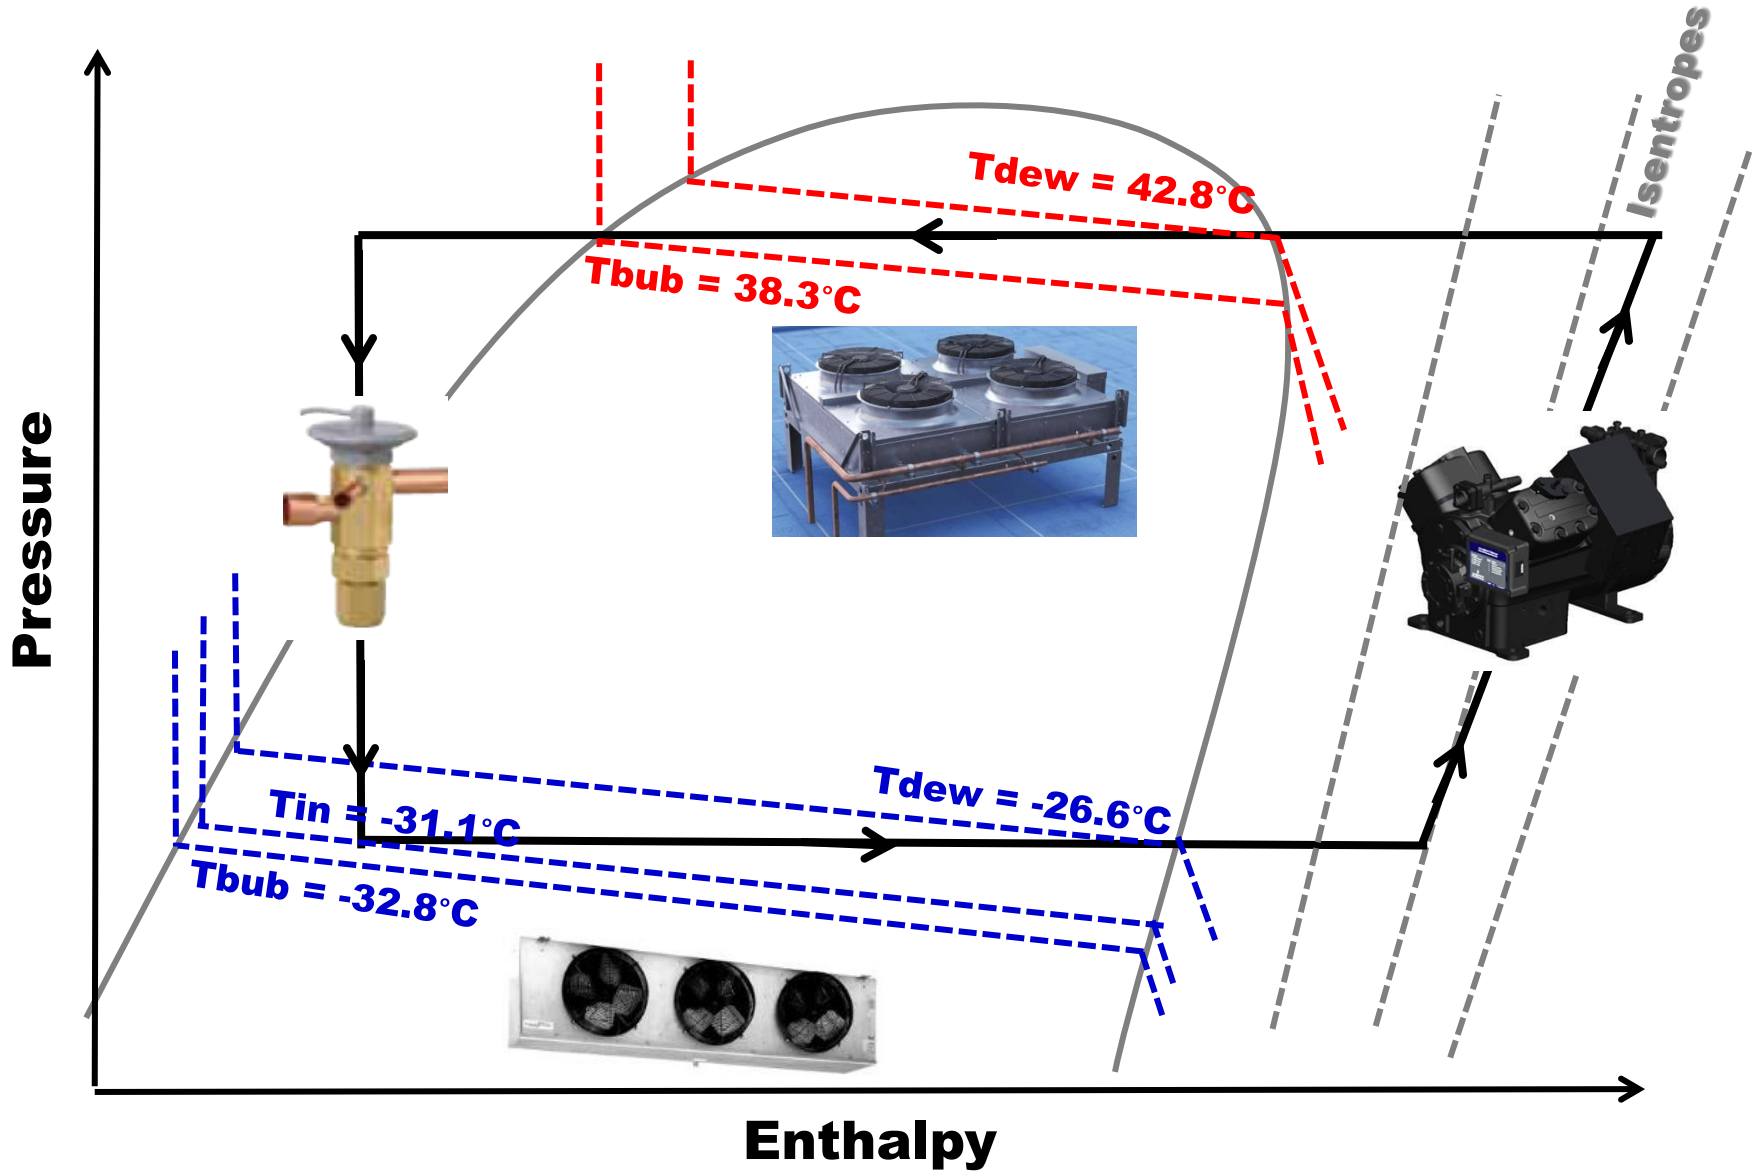 Isentropes
Tdew = 42.8°C
Tbub = 38.3°C
Pressure
Tdew = -26.6°C
Tin = -31.1°C
Tbub = -32.8°C
Enthalpy